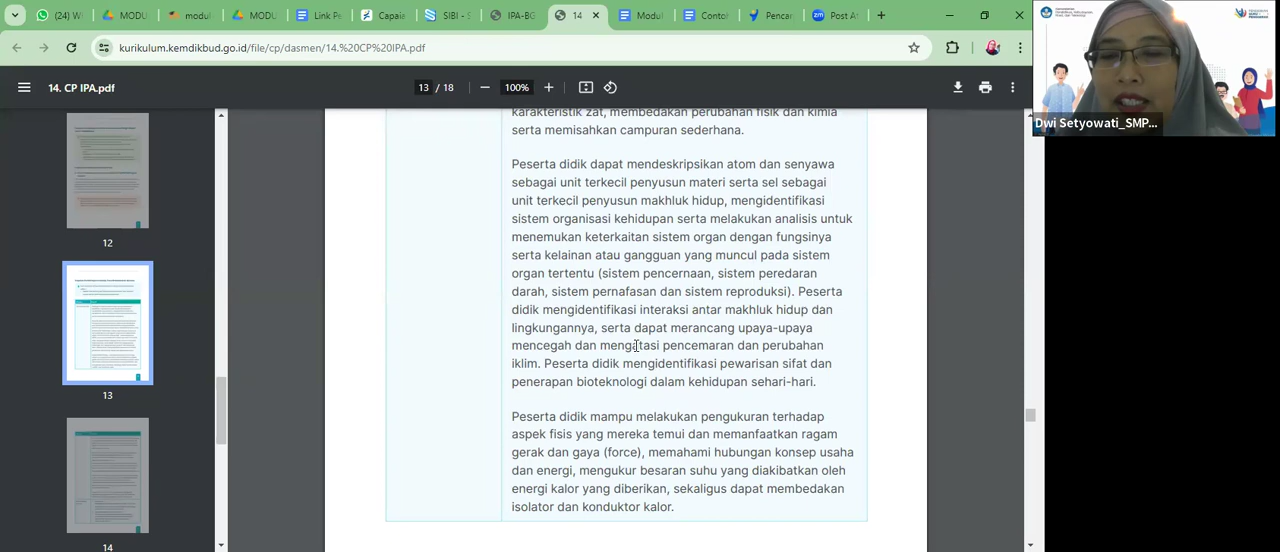 (24) W
MODU
modul
MODU
Link P
Capaie
S
IPA-BG
14
Calcul
Contol
Pend
Post At
kurikulum.kemdikbud.go.id/file/cp/dasmen/14.%20CP%20IPA.pdf
14. CP IPA.pdf
13 / 18
100%
12
13
14
karakteristik zat, membedakan perubahan fisik dan kimia
serta memisahkan campuran sederhana.
Peserta didik dapat mendeskripsikan atom dan senyawa
sebagai unit terkecil penyusun materi serta sel sebagai
unit terkecil penyusun makhluk hidup, mengidentifikasi
sistem organisasi kehidupan serta melakukan analisis untuk
menemukan keterkaitan sistem organ dengan fungsinya
serta kelainan atau gangguan yang muncul pada sistem
organ tertentu (sistem pencernaan, sistem peredaran
sistem pernafasan dan sistem reproduksi). Peserta
didik mengidentifikasi interaksi antar makhluk hidup dan
lingkungannya, serta dapat merancang upaya-upaya
mencegah dan mengatasi pencemaran dan perubahan
iklim. Peserta didik mengidentifikasi pewarisan sifat dan
penerapan bioteknologi dalam kehidupan sehari-hari.
Peserta didik mampu melakukan pengukuran terhadap
aspek fisis yang mereka temui dan memanfaatkan ragam
gerak dan gaya (force), memahami hubungan konsep usaha
dan energi, mengukur besaran suhu yang diakibatkan oleh
energi kalor yang diberikan, sekaligus dapat membedakan
isolator dan konduktor kalor.
Dwi Setyowati_SMP...